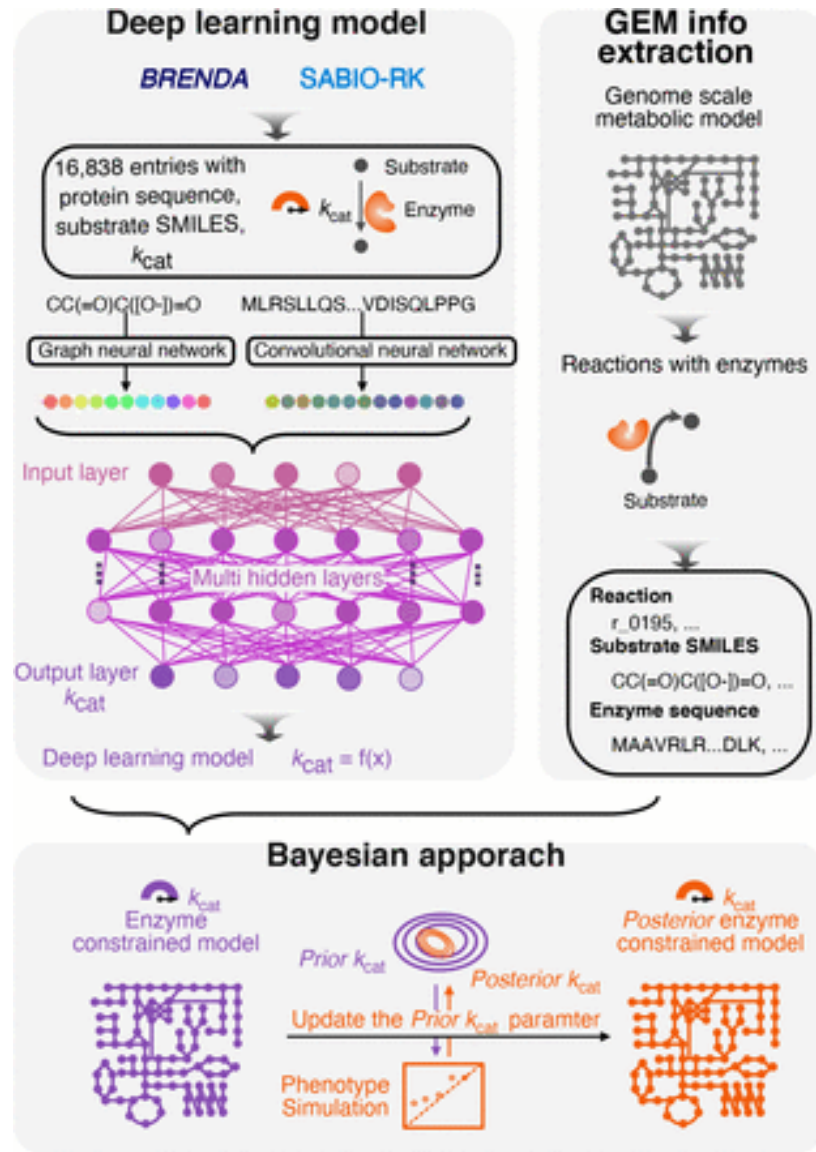 Deep learning model
BRENDA
SABIO-RK
16,838 entries with
protein sequence,
substrate SMILES,
kcat
Substrate
kcat
Enzyme
CC(=O)C([O-])=O
MLRSLLQS...VDISQLPPG
Graph neural network
Convolutional neural network
Input layer
Multi hidden layers
Output layer
kcat
Deep learning model
kcat = f(x)
GEM info
extraction
Genome scale
metabolic model
Reactions with enzymes
Substrate
Reaction
r_0195, ...
Substrate SMILES
CC(=O)C([O-])=O, ...
Enzyme sequence
MAAVRLR...DLK, ...
Bayesian apporach
kcat
Enzyme
constrained model
Prior kcat
Posterior kcat
Update the Prior kcat paramter
Phenotype
Simulation
kcat
Posterior enzyme
constrained model